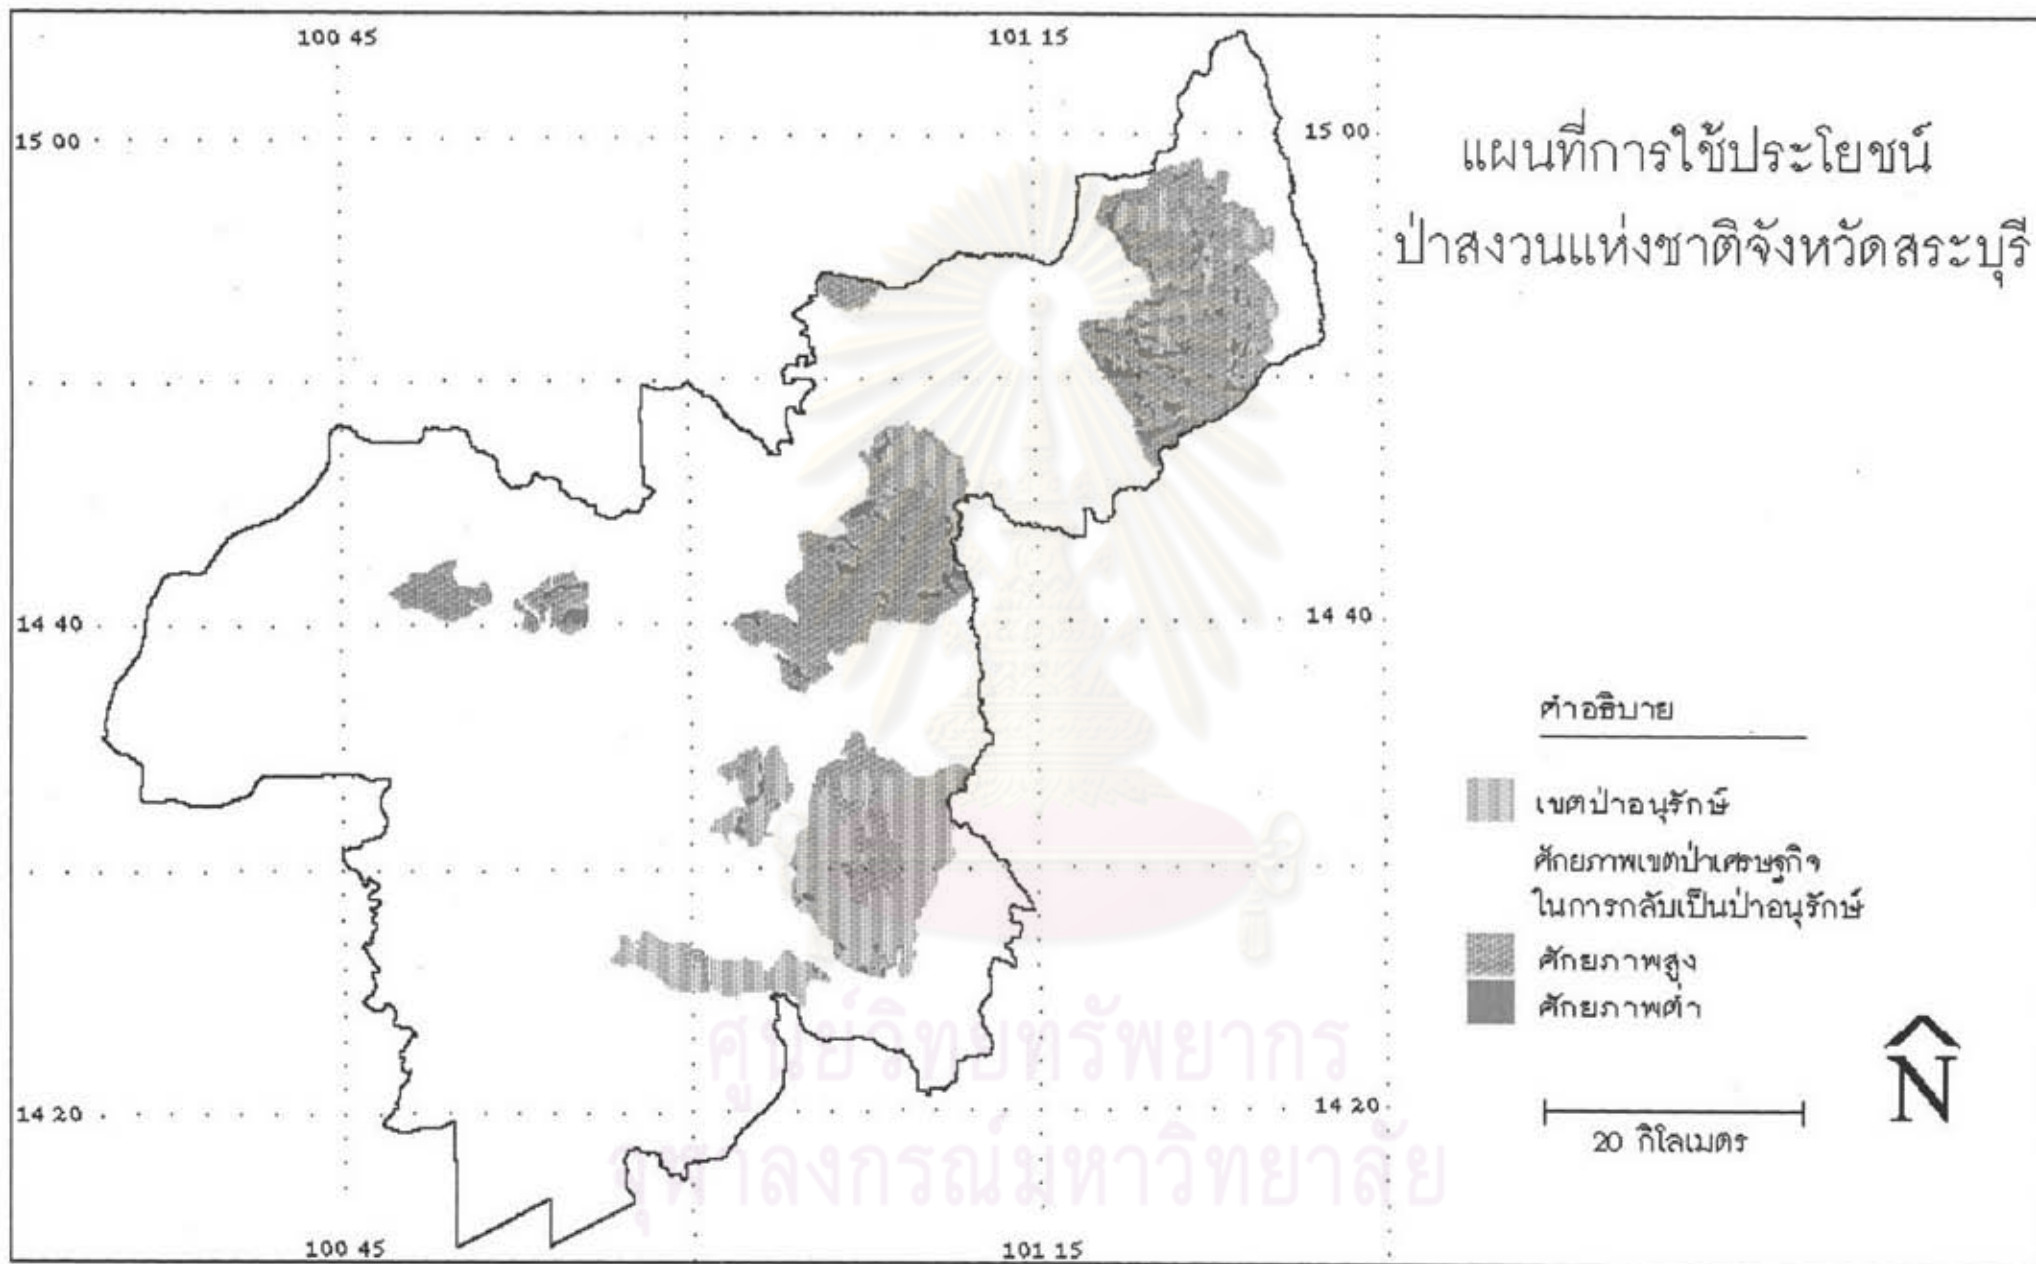 100 45
101 15
15 00
15 00
แผนที่การใช้ประโยชน์
ป่าสงวนแห่งชาติจังหวัดสระบุรี
14 40
14 40
คำอธิบาย
เขตป่าอนุรักษ์
ศักยภาพเขตป่าเศรษฐกิจ
ในการกลับเป็นป่าอนุรักษ์
ศักยภาพสูง
ศักยภาพต่ำ
N
20 กิโลเมตร
14 20
14 20
100 45
101 15
ศูนย์วิทยทรัพยากร
จุฬาลงกรณ์มหาวิทยาลัย